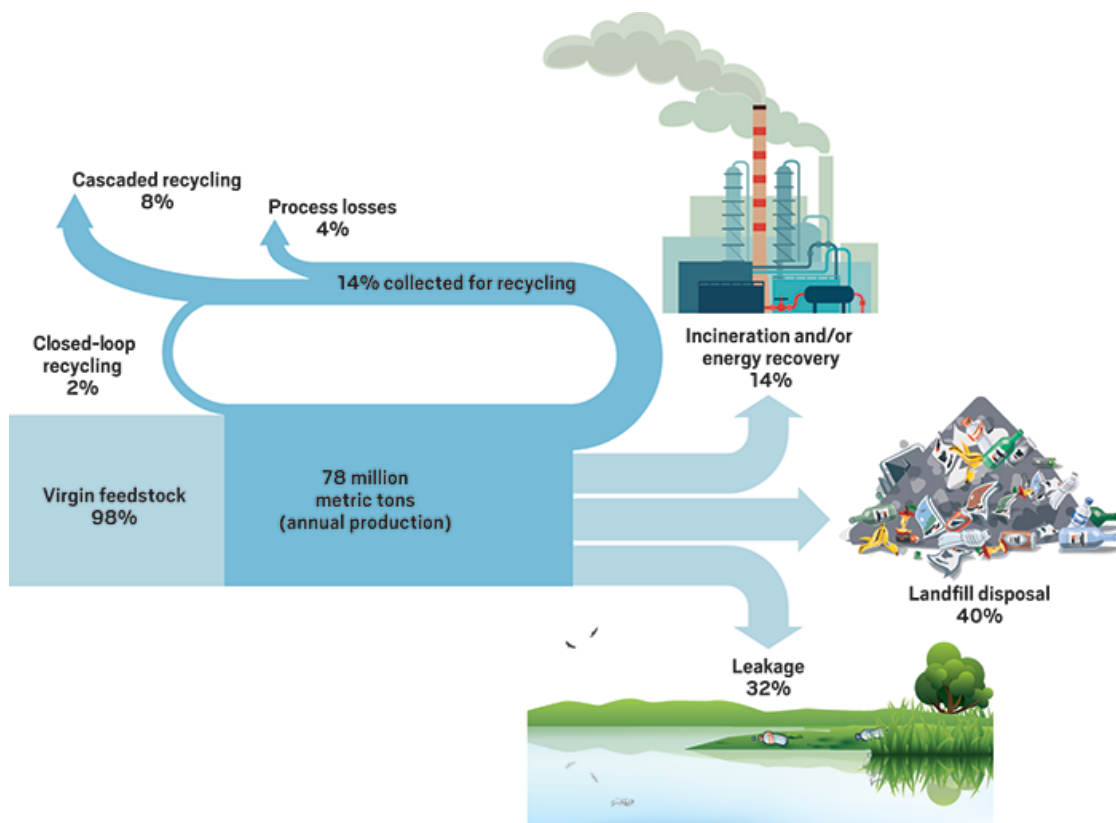 Cascaded recycling
8%
Process losses
4%
14% collected for recycling
Closed-loop
recycling
2%
Incineration and/or
energy recovery
14%
Virgin feedstock
98%
78 million
metric tons
(annual production)
Landfill disposal
40%
Leakage
32%